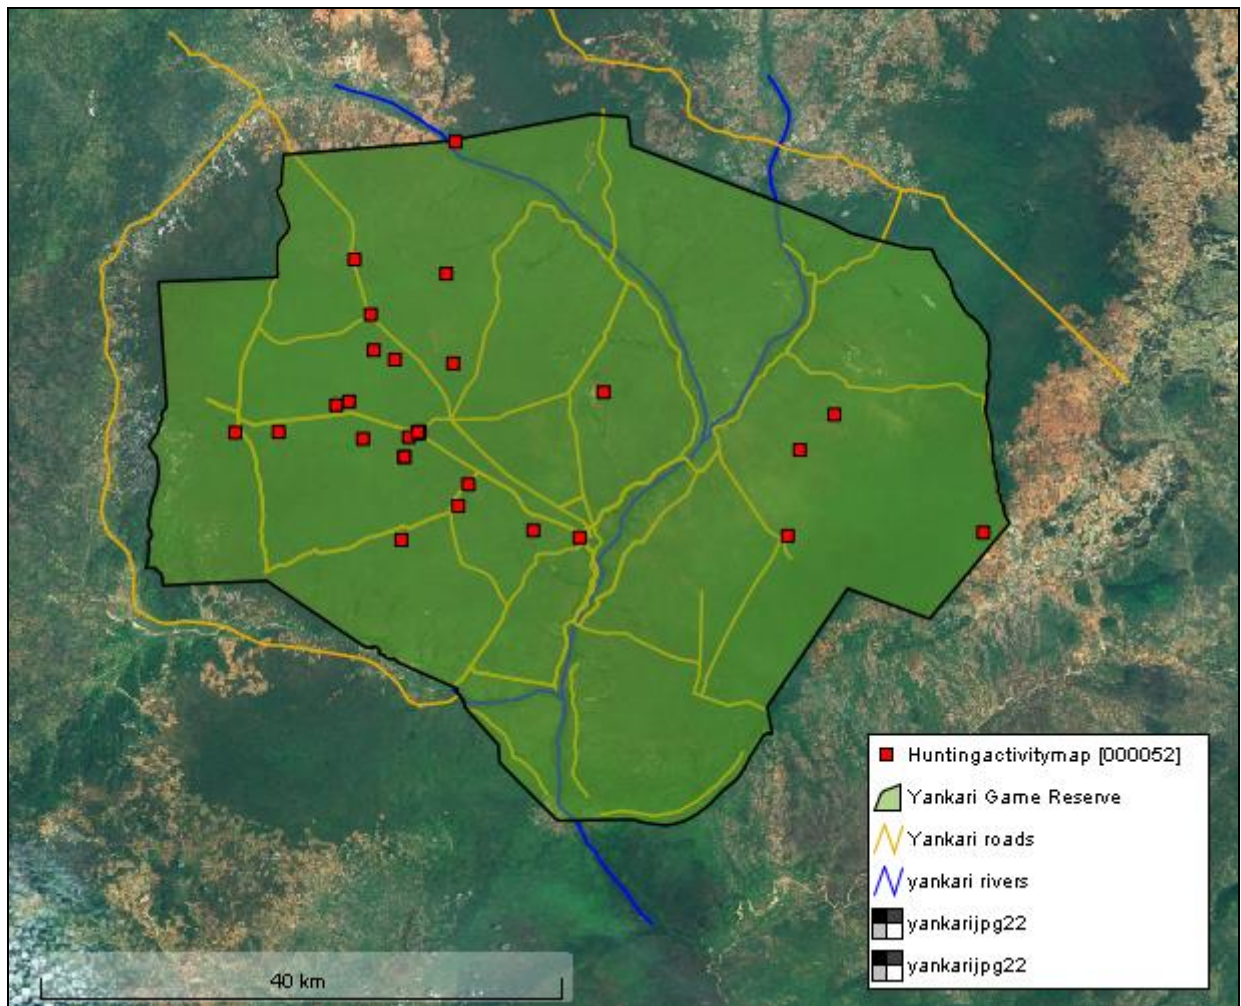 Huntingactivitymap [000052]
Yankari Game Reserve
Yankari roads
yankari rivers
yankarijpg22
yankarijpg22
40 km